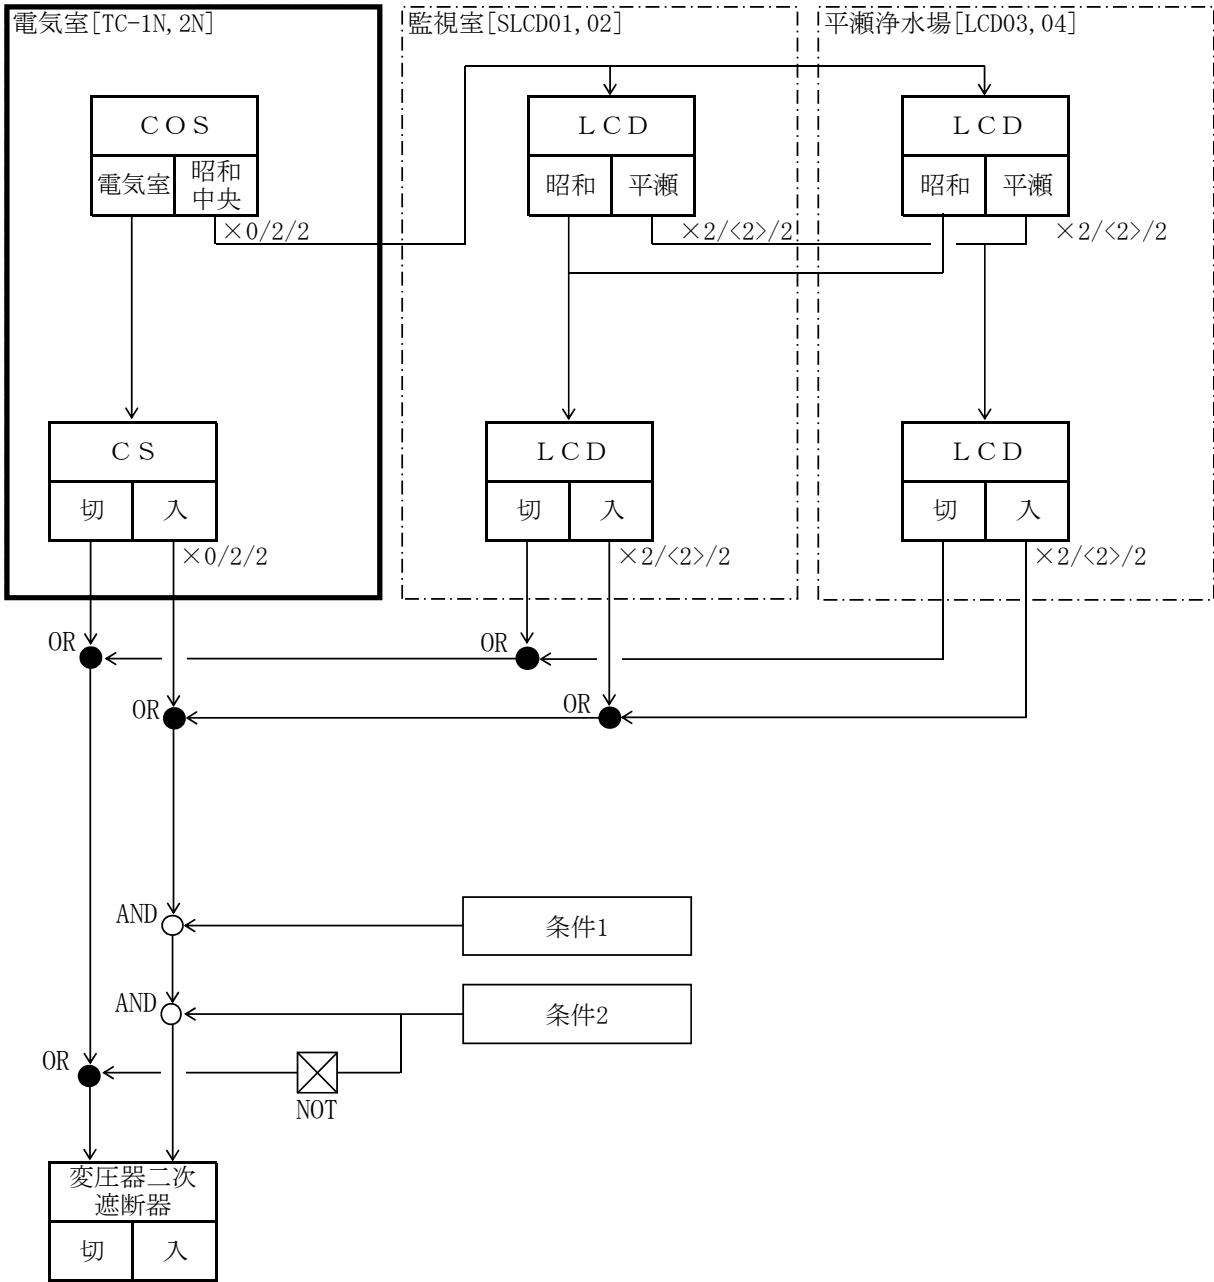 電気室[TC-1N,2N]
監視室[SLCD01,02]
平瀬浄水場[LCD03,04]
ＣＯＳ
電気室
昭和
中央
×0/2/2
ＬＣＤ
昭和
平瀬
×2/<2>/2
ＬＣＤ
昭和
平瀬
×2/<2>/2
ＣＳ
切
入
×0/2/2
ＬＣＤ
切
入
×2/<2>/2
ＬＣＤ
切
入
×2/<2>/2
OR
OR
OR
OR
AND
条件1
AND
条件2
OR
NOT
変圧器二次
遮断器
切
入